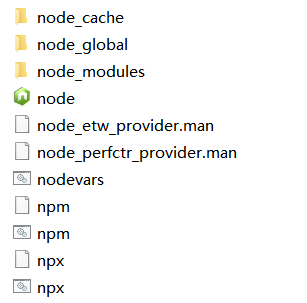 node_cache
node_global
node_modules
node
node_etw_provider.man
node_perfctr_provider.man
nodevars
npm
npm
npx
npx